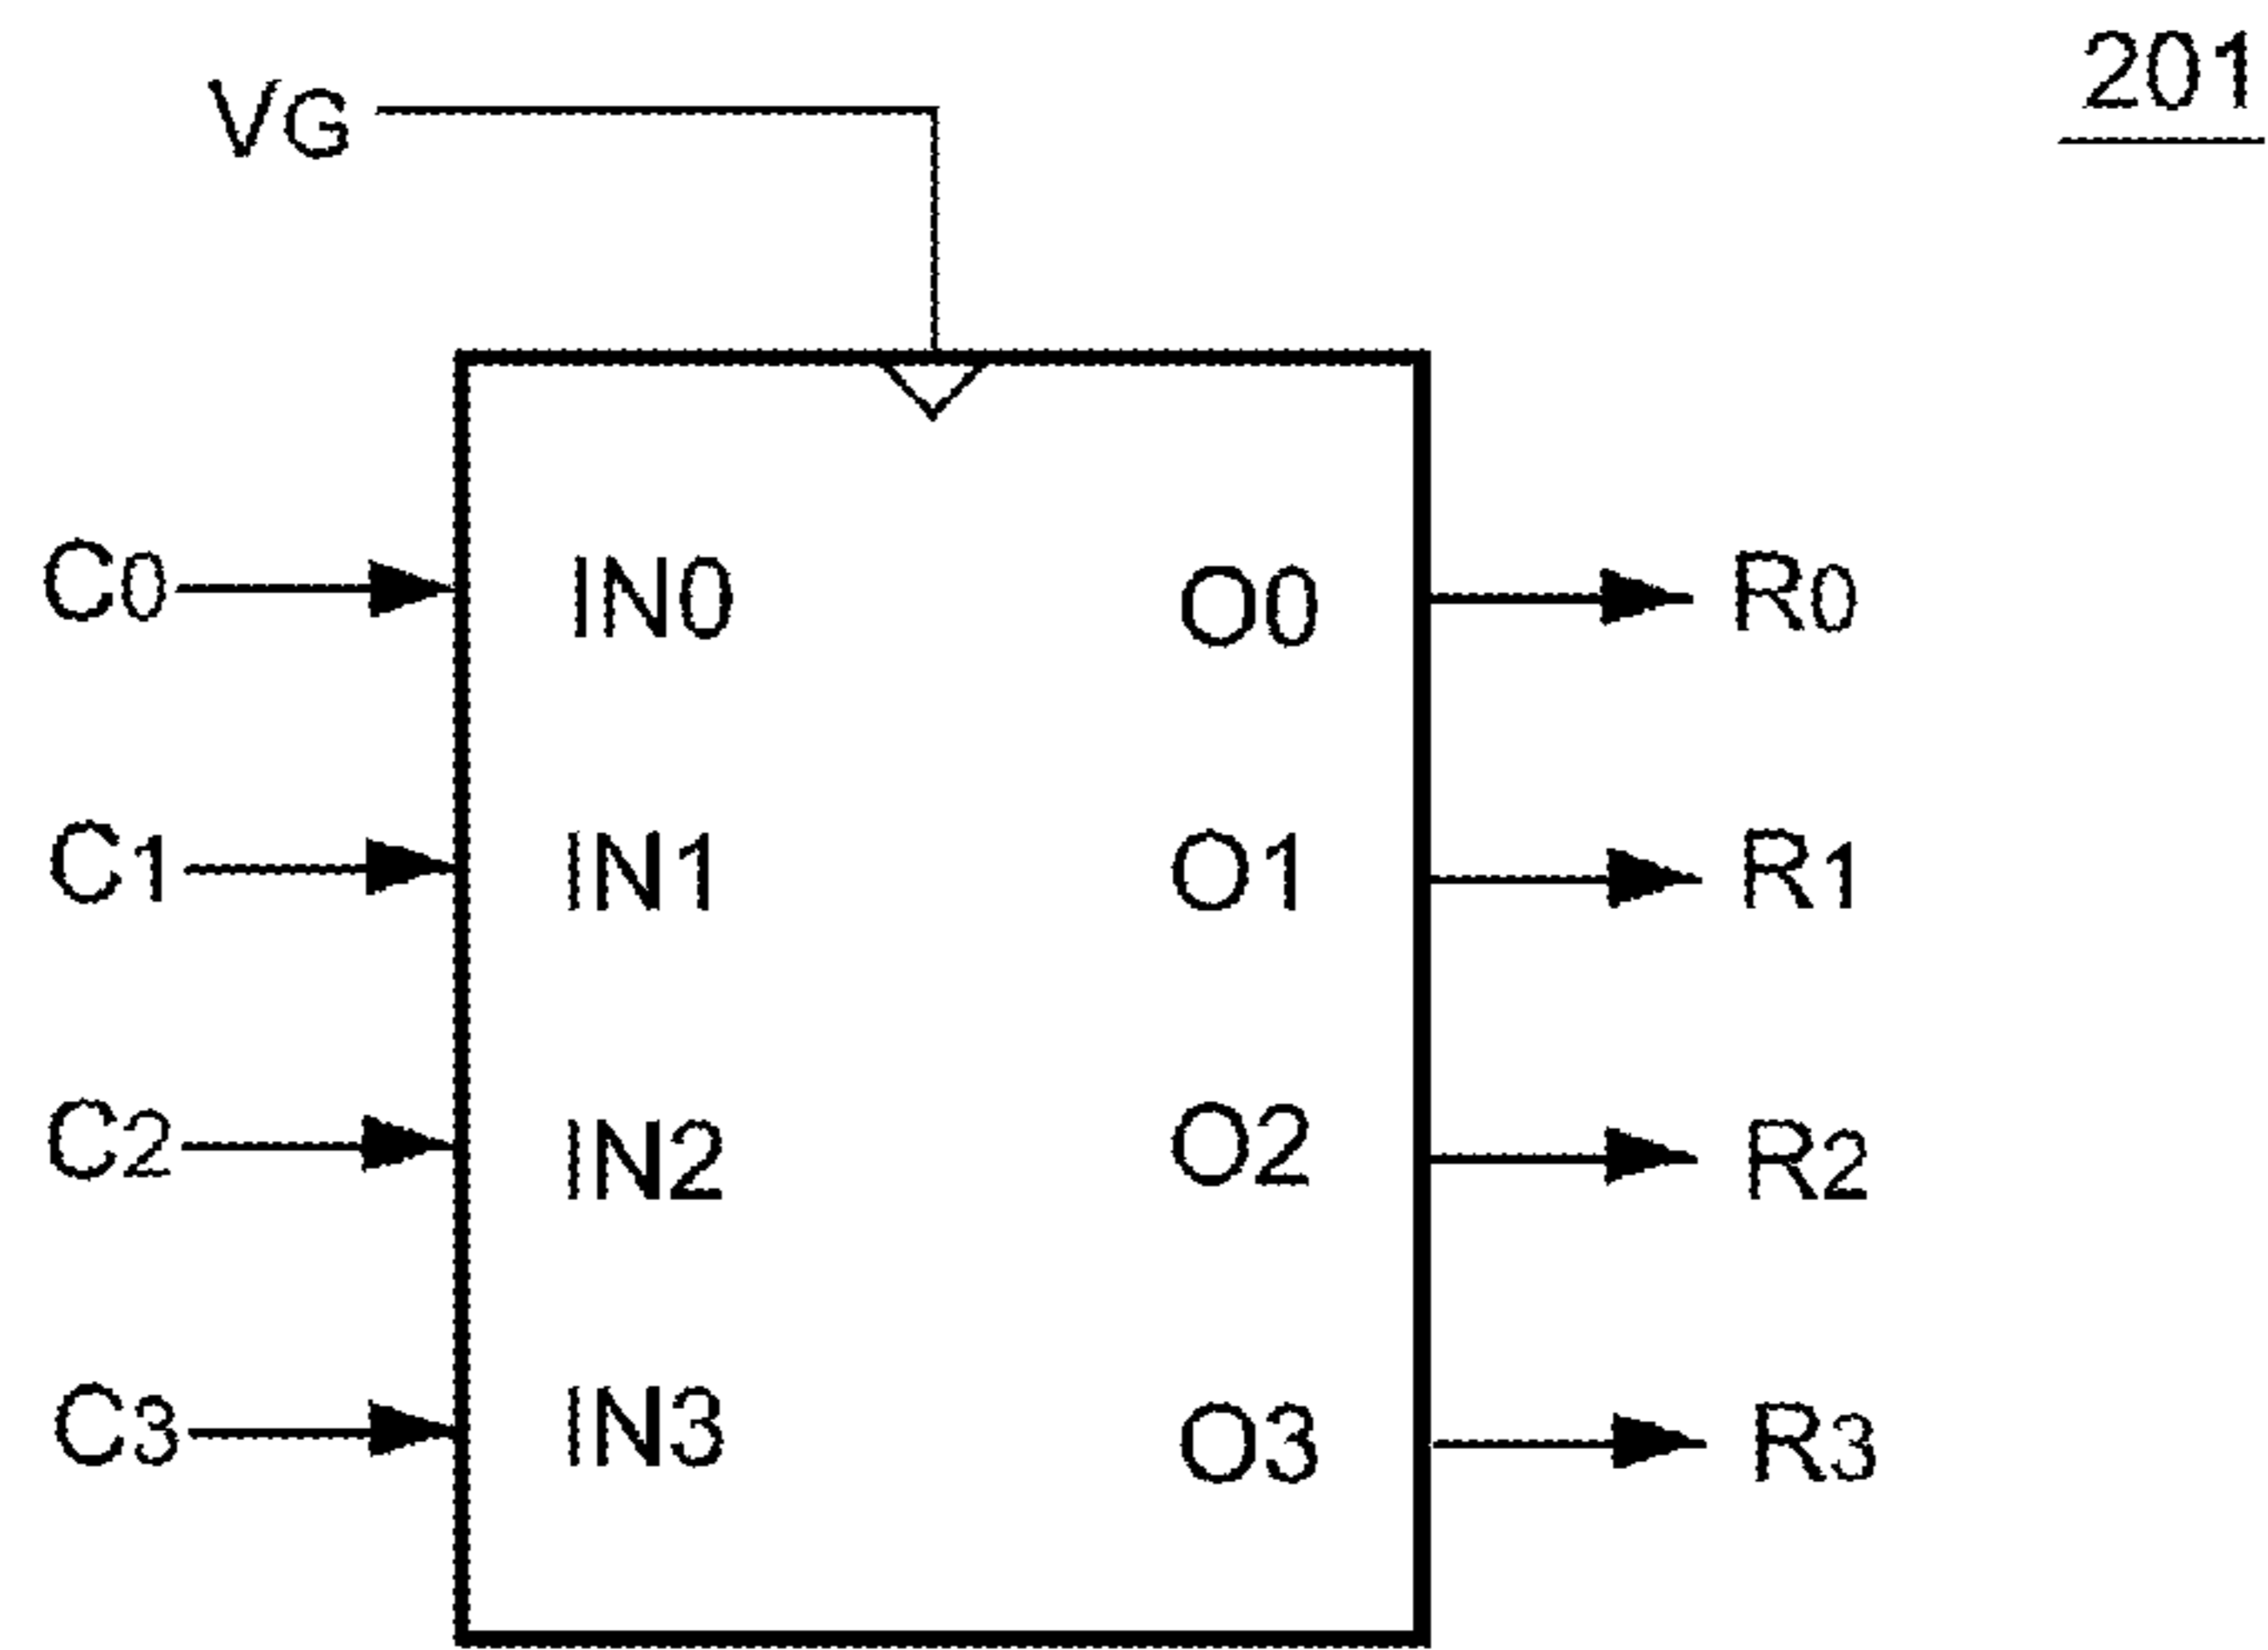 201
VG
C0 IN0 O0 R0
C1 IN1 O1 R1
C2 IN2 O2 R2
C3 IN3 O3 R3